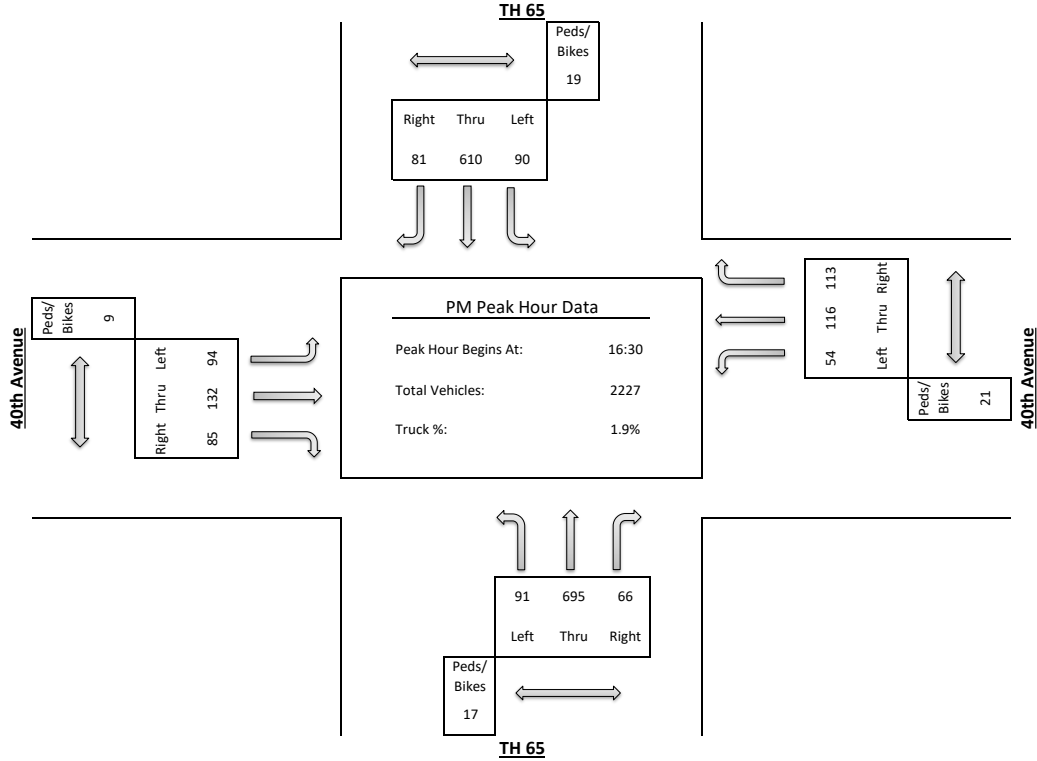 TH 65
Peds/
Bikes
19
Right Thru Left
81 610 90
40th Avenue
Peds/
Bikes
9
Left 94
Thru 132
Right 85
PM Peak Hour Data
Peak Hour Begins At: 16:30
Total Vehicles: 2227
Truck %: 1.9%
113 Right
116 Thru
54 Left
Peds/
Bikes
21
40th Avenue
91 695 66
Left Thru Right
Peds/
Bikes
17
TH 65